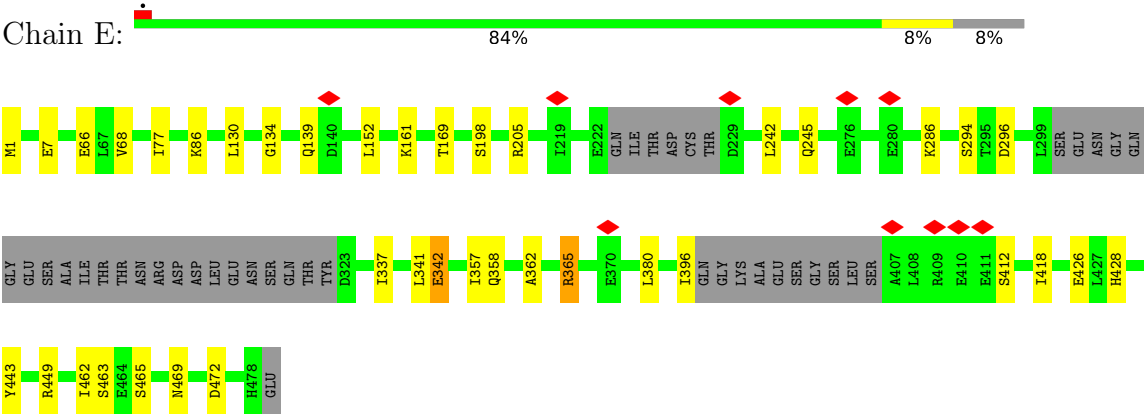 Chain E:
84% 8% 8%
M1 E7 E66 L67 V68 I77 K86 L130 G134 Q139 D140 L152 K161 T169 S198 R205 I219 E222 GLN ILE THR ASP CYS THR D229 L242 Q245 E276 E280 K286 S294 T295 D296 L299 SER GLU ASN GLY GLN
GLY GLU SER ALA ILE THR THR ASN ARG ASP ASP LEU GLU ASN SER GLN THR TYR D323 I337 L341 E342 I357 Q358 A362 R365 E370 L380 I396 GLN GLY LYS ALA GLU SER GLY SER LEU SER A407 L408 R409 E410 E411 S412 I418 E426 L427 H428
Y443 R449 I462 S463 E464 S465 N469 D472 H478 GLU